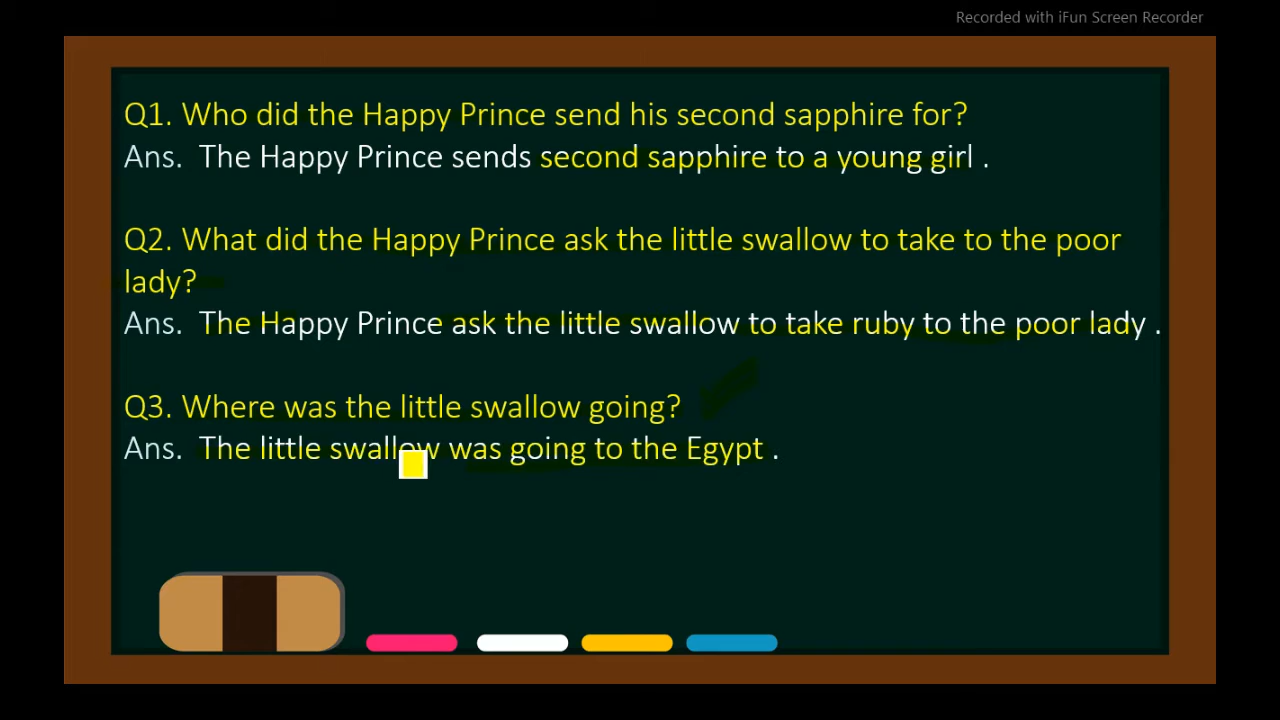 Recorded with iFun Screen Recorder
Q1. Who did the Happy Prince send his second sapphire for?
Ans. The Happy Prince sends second sapphire to a young girl .
Q2. What did the Happy Prince ask the little swallow to take to the poor
lady?
Ans. The Happy Prince ask the little swallow to take ruby to the poor lady .
Q3. Where was the little swallow going?
Ans. The little swallow was going to the Egypt .